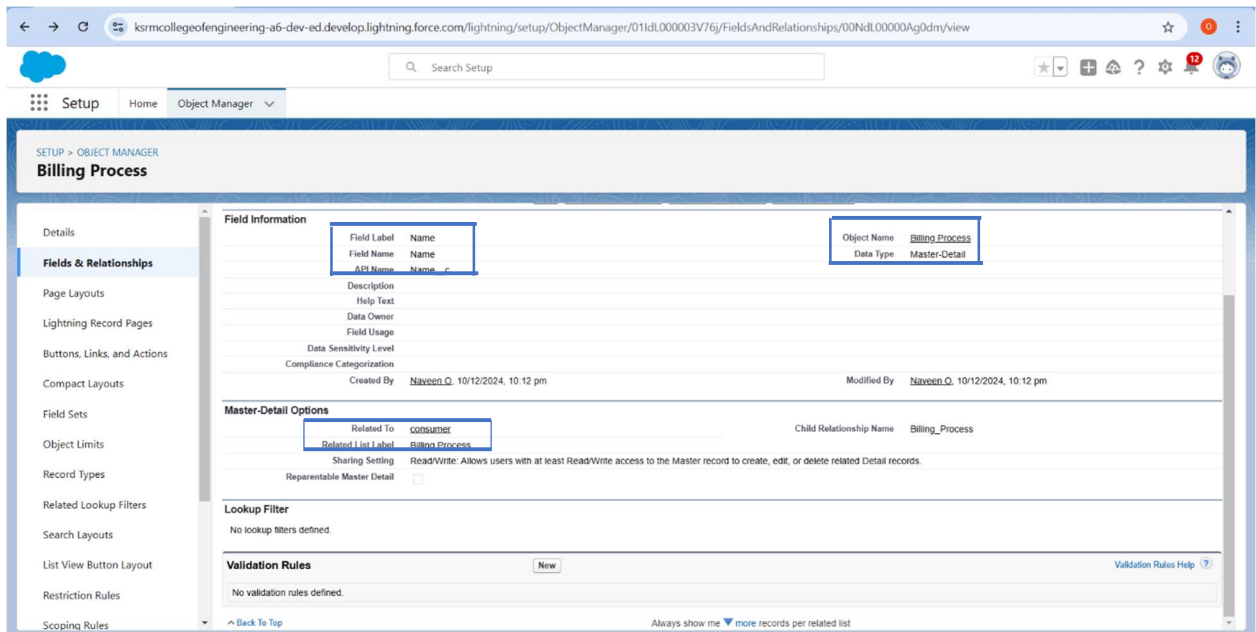 ksrmcollegeofengineering-a6-dev-ed.develop.lightning.force.com/lightning/setup/ObjectManager/01IdL000003V76j/FieldsAndRelationships/00NdL00000Ag0dm/view
O
Search Setup
12
Setup Home Object Manager
SETUP > OBJECT MANAGER
Billing Process
Details
Fields & Relationships
Page Layouts
Lightning Record Pages
Buttons, Links, and Actions
Compact Layouts
Field Sets
Object Limits
Record Types
Related Lookup Filters
Search Layouts
List View Button Layout
Restriction Rules
Scoping Rules
Field Information
Field Label Name Object Name Billing Process
Field Name Name Data Type Master-Detail
API Name Name__c
Description
Help Text
Data Owner
Field Usage
Data Sensitivity Level
Compliance Categorization
Created By Naveen O, 10/12/2024, 10:12 pm Modified By Naveen O, 10/12/2024, 10:12 pm
Master-Detail Options
Related To consumer Child Relationship Name Billing_Process
Related List Label Billing Process
Sharing Setting Read/Write: Allows users with at least Read/Write access to the Master record to create, edit, or delete related Detail records.
Reparentable Master Detail
Lookup Filter
No lookup filters defined.
Validation Rules New Validation Rules Help ?
No validation rules defined.
Back To Top Always show me more records per related list